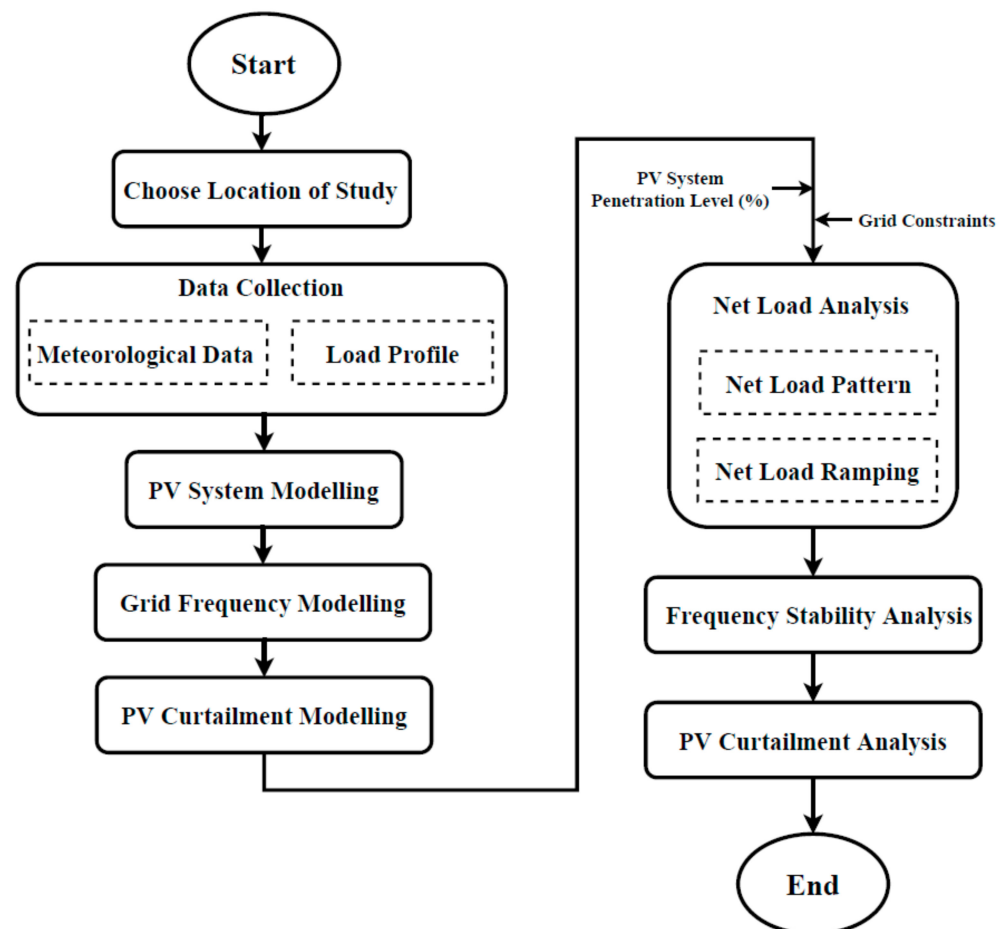 Start
Choose Location of Study
Data Collection
Meteorological Data
Load Profile
PV System Modelling
Grid Frequency Modelling
PV Curtailment Modelling
PV System
Penetration Level (%)
Grid Constraints
Net Load Analysis
Net Load Pattern
Net Load Ramping
Frequency Stability Analysis
PV Curtailment Analysis
End